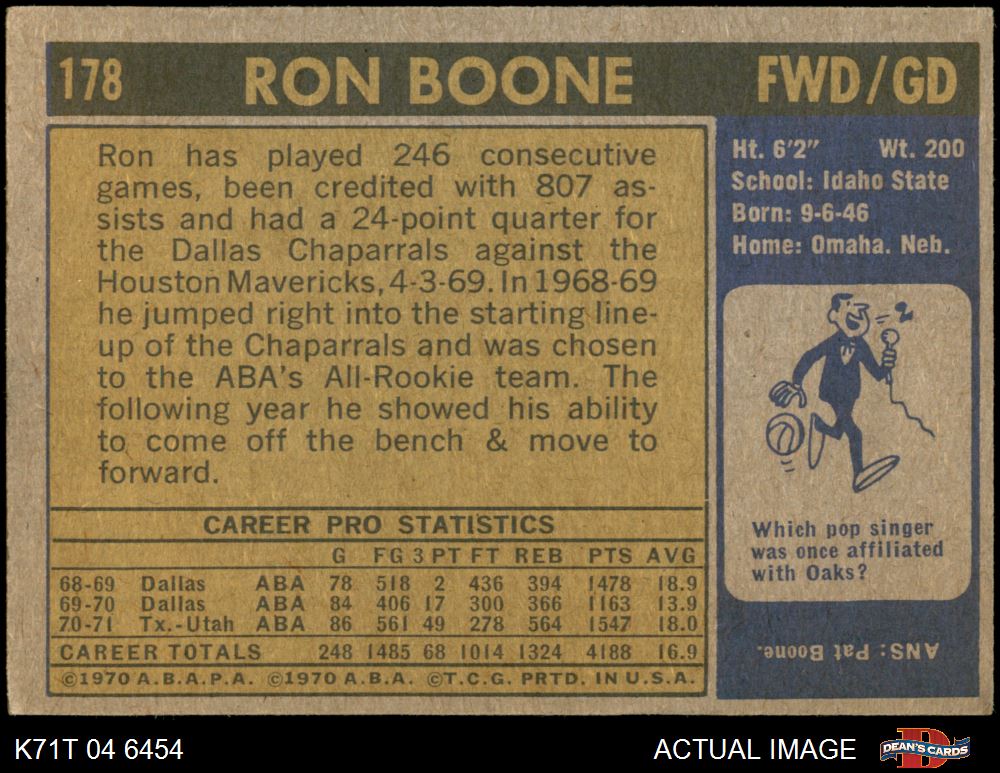 178 RON BOONE FWD/GD
Ron has played 246 consecutive
games, been credited with 807 as-
sists and had a 24-point quarter for
the Dallas Chaparrals against the
Houston Mavericks, 4-3-69. In 1968-69
he jumped right into the starting line-
up of the Chaparrals and was chosen
to the ABA's All-Rookie team. The
following year he showed his ability
to come off the bench & move to
forward.
CAREER PRO STATISTICS
G FG 3 PT FT REB PTS AVG
68-69 Dallas ABA 78 518 2 436 394 1478 18.9
69-70 Dallas ABA 84 406 17 300 366 1163 13.9
70-71 Tx.-Utah ABA 86 561 49 278 564 1547 18.0
CAREER TOTALS 248 1485 68 1014 1324 4188 16.9
©1970 A.B.A.P.A. ©1970 A.B.A. ©T.C.G. PRTD. IN U.S.A.
Ht. 6'2" Wt. 200
School: Idaho State
Born: 9-6-46
Home: Omaha. Neb.
Which pop singer
was once affiliated
with Oaks?
ANS: Pat Boone.
K71T 04 6454 ACTUAL IMAGE DEAN'S CARDS